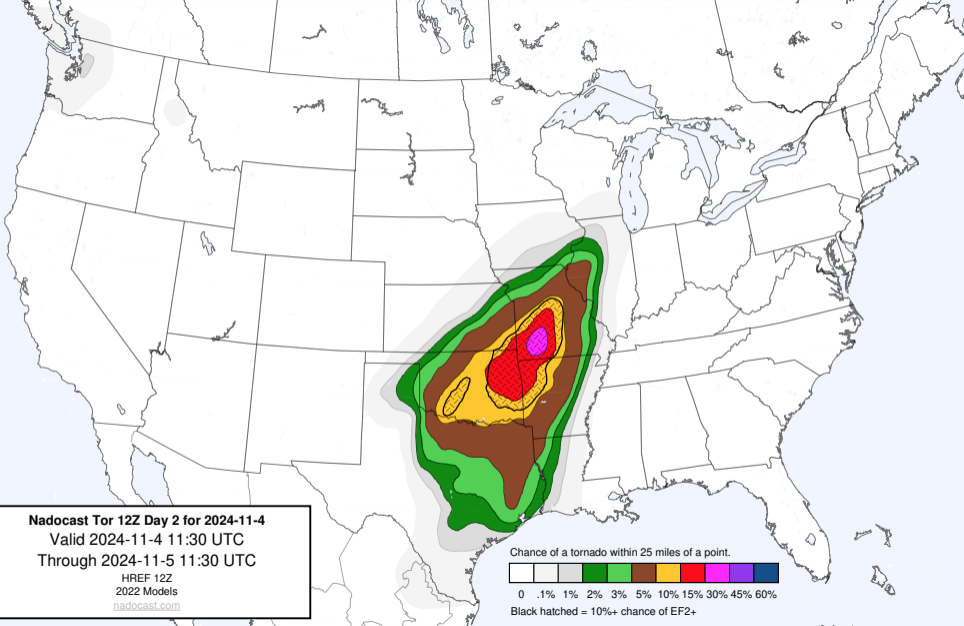 Nadocast Tor 12Z Day 2 for 2024-11-4
Valid 2024-11-4 11:30 UTC
Through 2024-11-5 11:30 UTC
HREF 12Z
2022 Models
nadocast.com
Chance of a tornado within 25 miles of a point.
0 .1% 1% 2% 3% 5% 10% 15% 30% 45% 60%
Black hatched = 10%+ chance of EF2+